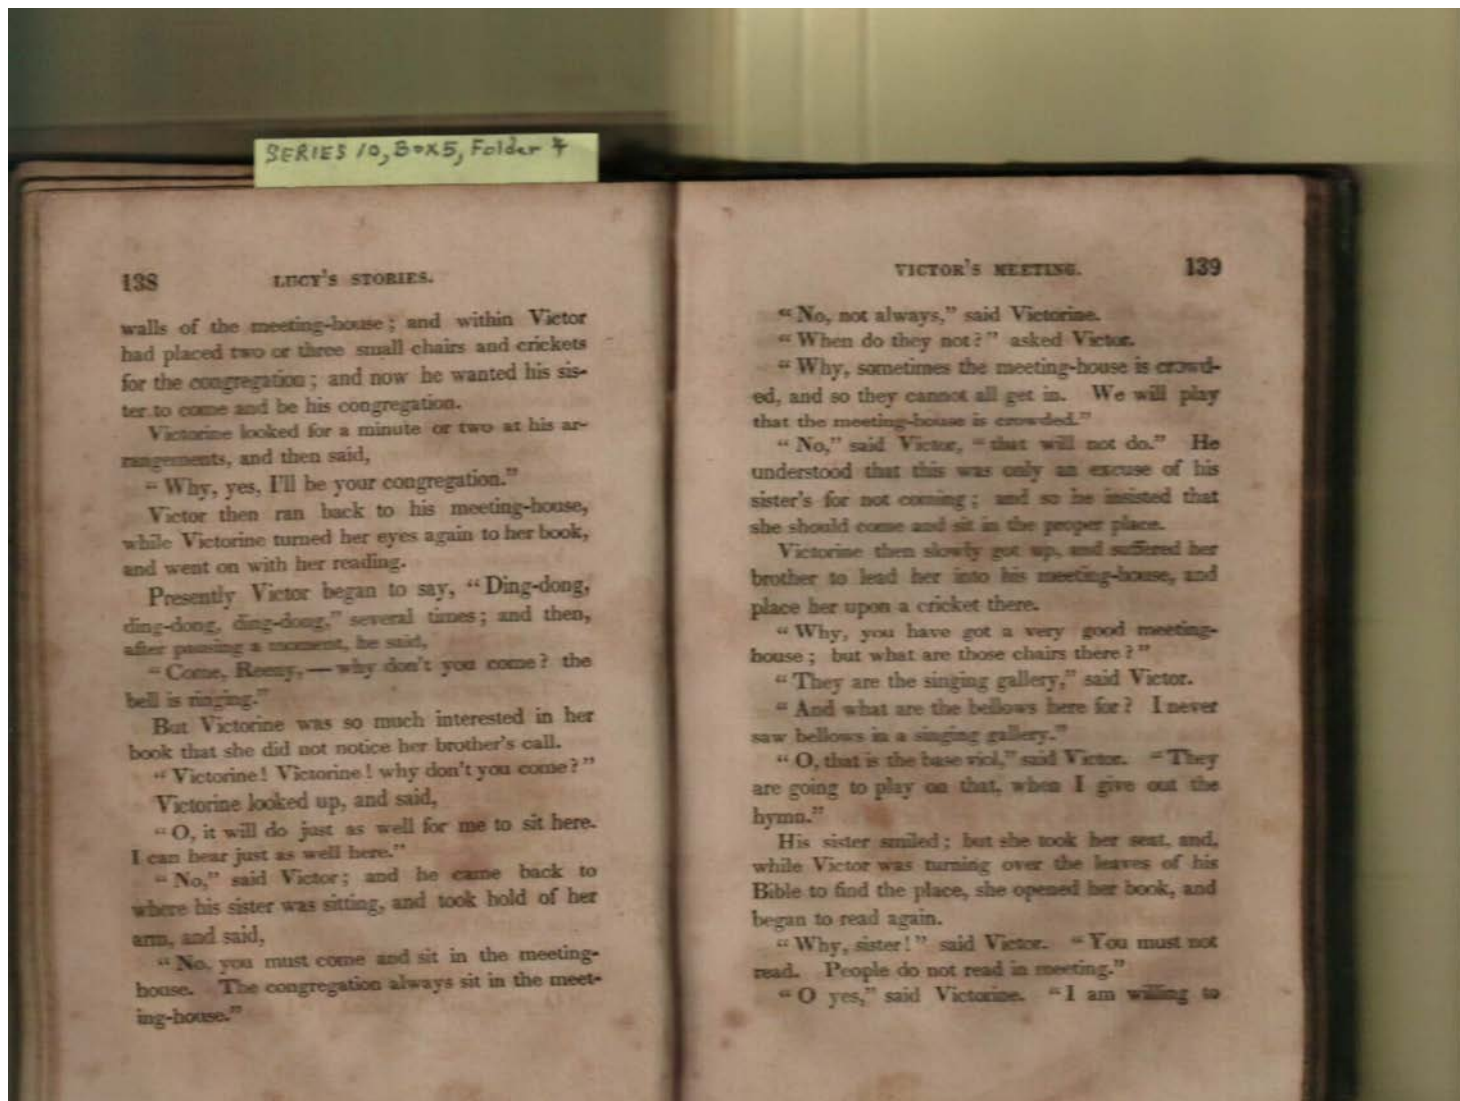 SERIES 10, BOX 5, Folder 4
138 LUCY'S STORIES.
walls of the meeting-house; and within Victor
had placed two or three small chairs and crickets
for the congregation; and now he wanted his sis-
ter to come and be his congregation.
Victorine looked for a minute or two at his ar-
rangements, and then said,
“Why, yes, I'll be your congregation.”
Victor then ran back to his meeting-house,
while Victorine turned her eyes again to her book,
and went on with her reading.
Presently Victor began to say, “Ding-dong,
ding-dong, ding-dong,” several times; and then,
after pausing a moment, he said,
“Come, Reeny,—why don't you come? the
bell is ringing.”
But Victorine was so much interested in her
book that she did not notice her brother's call.
“Victorine! Victorine! why don't you come?”
Victorine looked up, and said,
“O, it will do just as well for me to sit here.
I can hear just as well here.”
“No,” said Victor; and he came back to
where his sister was sitting, and took hold of her
arm, and said,
“No, you must come and sit in the meeting-
house. The congregation always sit in the meet-
ing-house.”
VICTOR'S MEETING. 139
“No, not always,” said Victorine.
“When do they not?” asked Victor.
“Why, sometimes the meeting-house is crowd-
ed, and so they cannot all get in. We will play
that the meeting-house is crowded.”
“No,” said Victor, “that will not do.” He
understood that this was only an excuse of his
sister's for not coming; and so he insisted that
she should come and sit in the proper place.
Victorine then slowly got up, and suffered her
brother to lead her into his meeting-house, and
place her upon a cricket there.
“Why, you have got a very good meeting-
house; but what are those chairs there?”
“They are the singing gallery,” said Victor.
“And what are the bellows here for? I never
saw bellows in a singing gallery.”
“O, that is the base viol,” said Victor. “They
are going to play on that, when I give out the
hymn.”
His sister smiled; but she took her seat, and,
while Victor was turning over the leaves of his
Bible to find the place, she opened her book, and
began to read again.
“Why, sister!” said Victor. “You must not
read. People do not read in meeting.”
“O yes,” said Victorine. “I am willing to